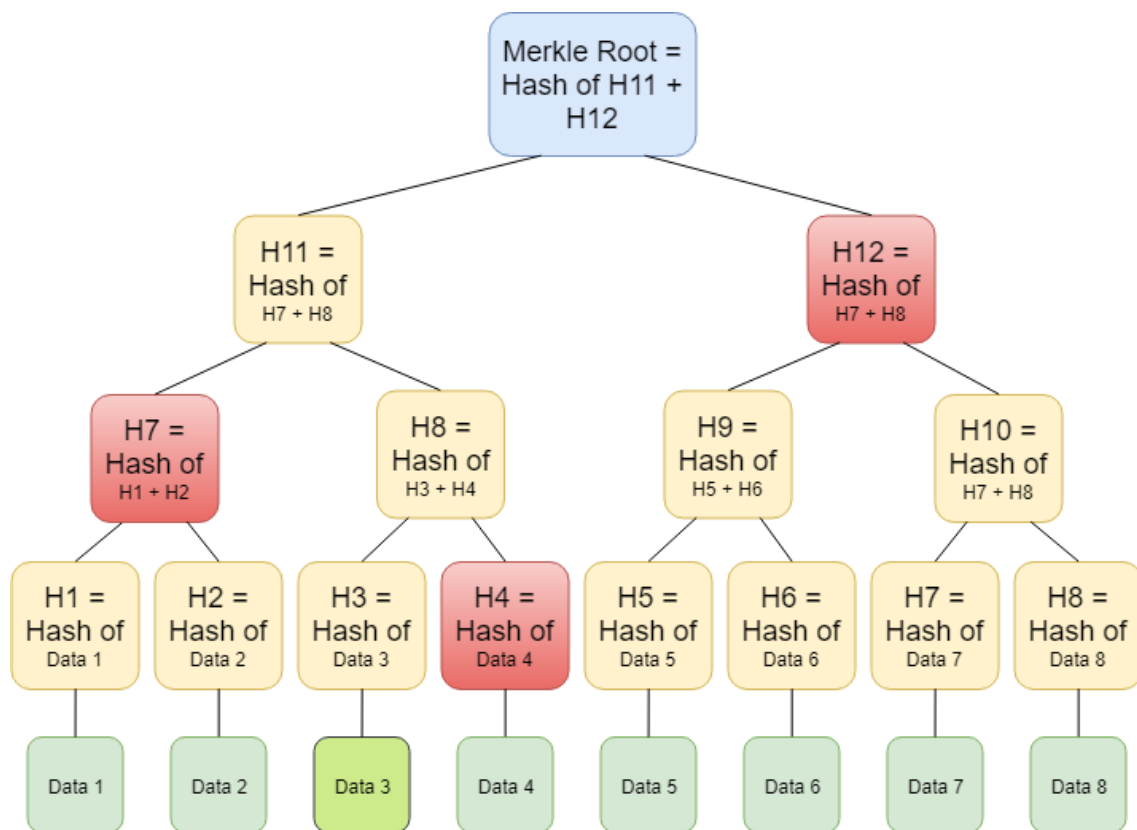 Merkle Root =
Hash of H11 +
H12
H11 =
Hash of
H7 + H8
H12 =
Hash of
H7 + H8
H7 =
Hash of
H1 + H2
H8 =
Hash of
H3 + H4
H9 =
Hash of
H5 + H6
H10 =
Hash of
H7 + H8
H1 =
Hash of
Data 1
H2 =
Hash of
Data 2
H3 =
Hash of
Data 3
H4 =
Hash of
Data 4
H5 =
Hash of
Data 5
H6 =
Hash of
Data 6
H7 =
Hash of
Data 7
H8 =
Hash of
Data 8
Data 1
Data 2
Data 3
Data 4
Data 5
Data 6
Data 7
Data 8